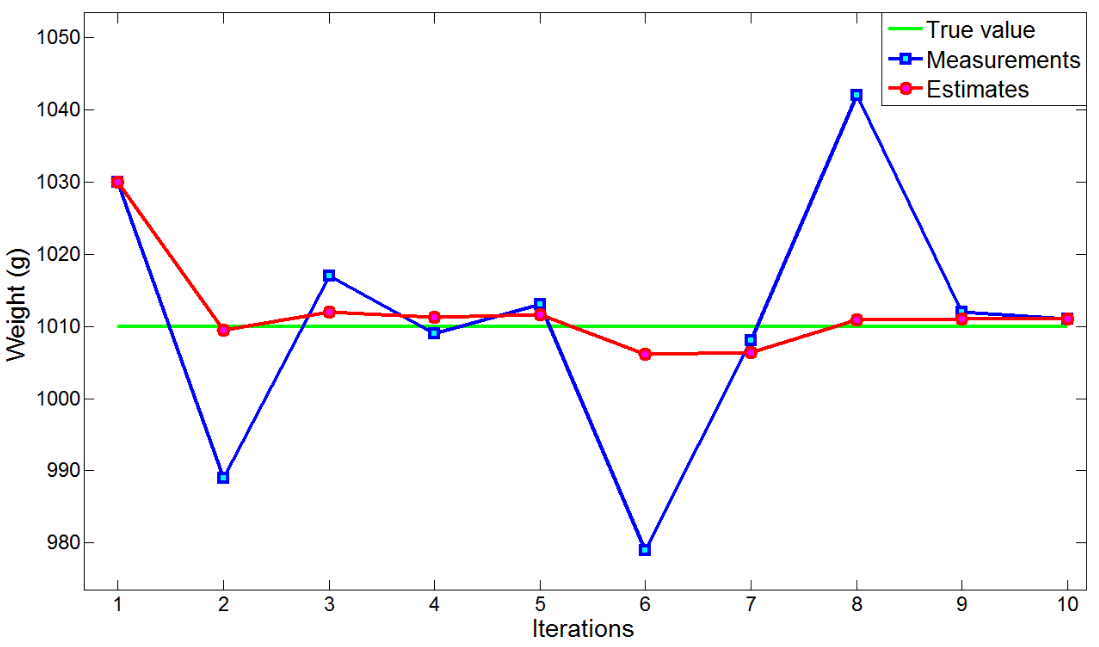 True value
Measurements
Estimates
1050
1040
1030
1020
1010
1000
990
980
Weight (g)
1 2 3 4 5 6 7 8 9 10
Iterations